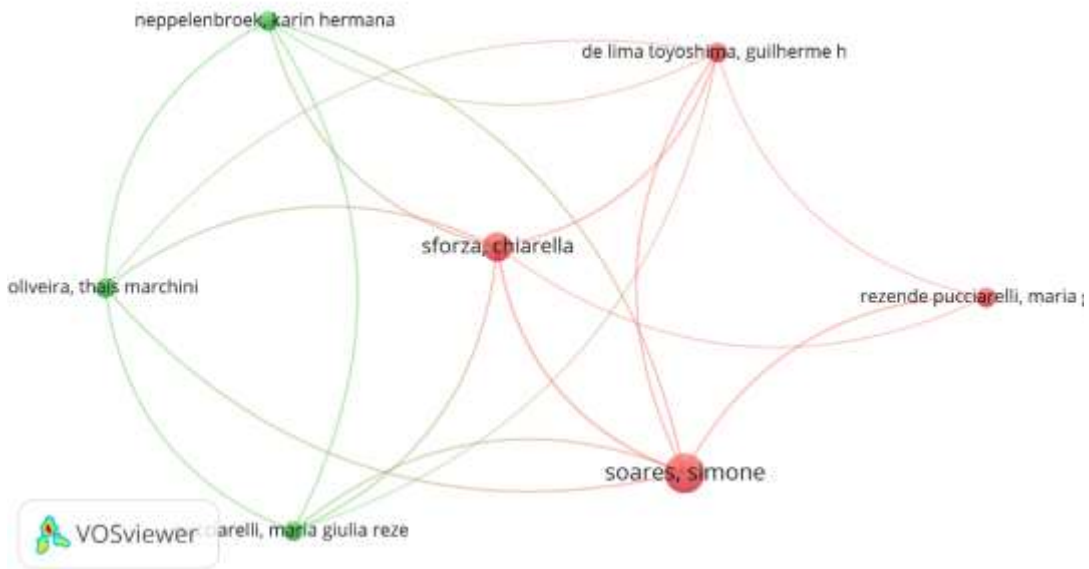 neppelenbroek, karin hermana
de lima toyoshima, guilherme h
sforza, chiarella
oliveira, thais marchini
rezende pucciarelli, maria g
soares, simone
ciarelli, maria giulia reze
VOSviewer